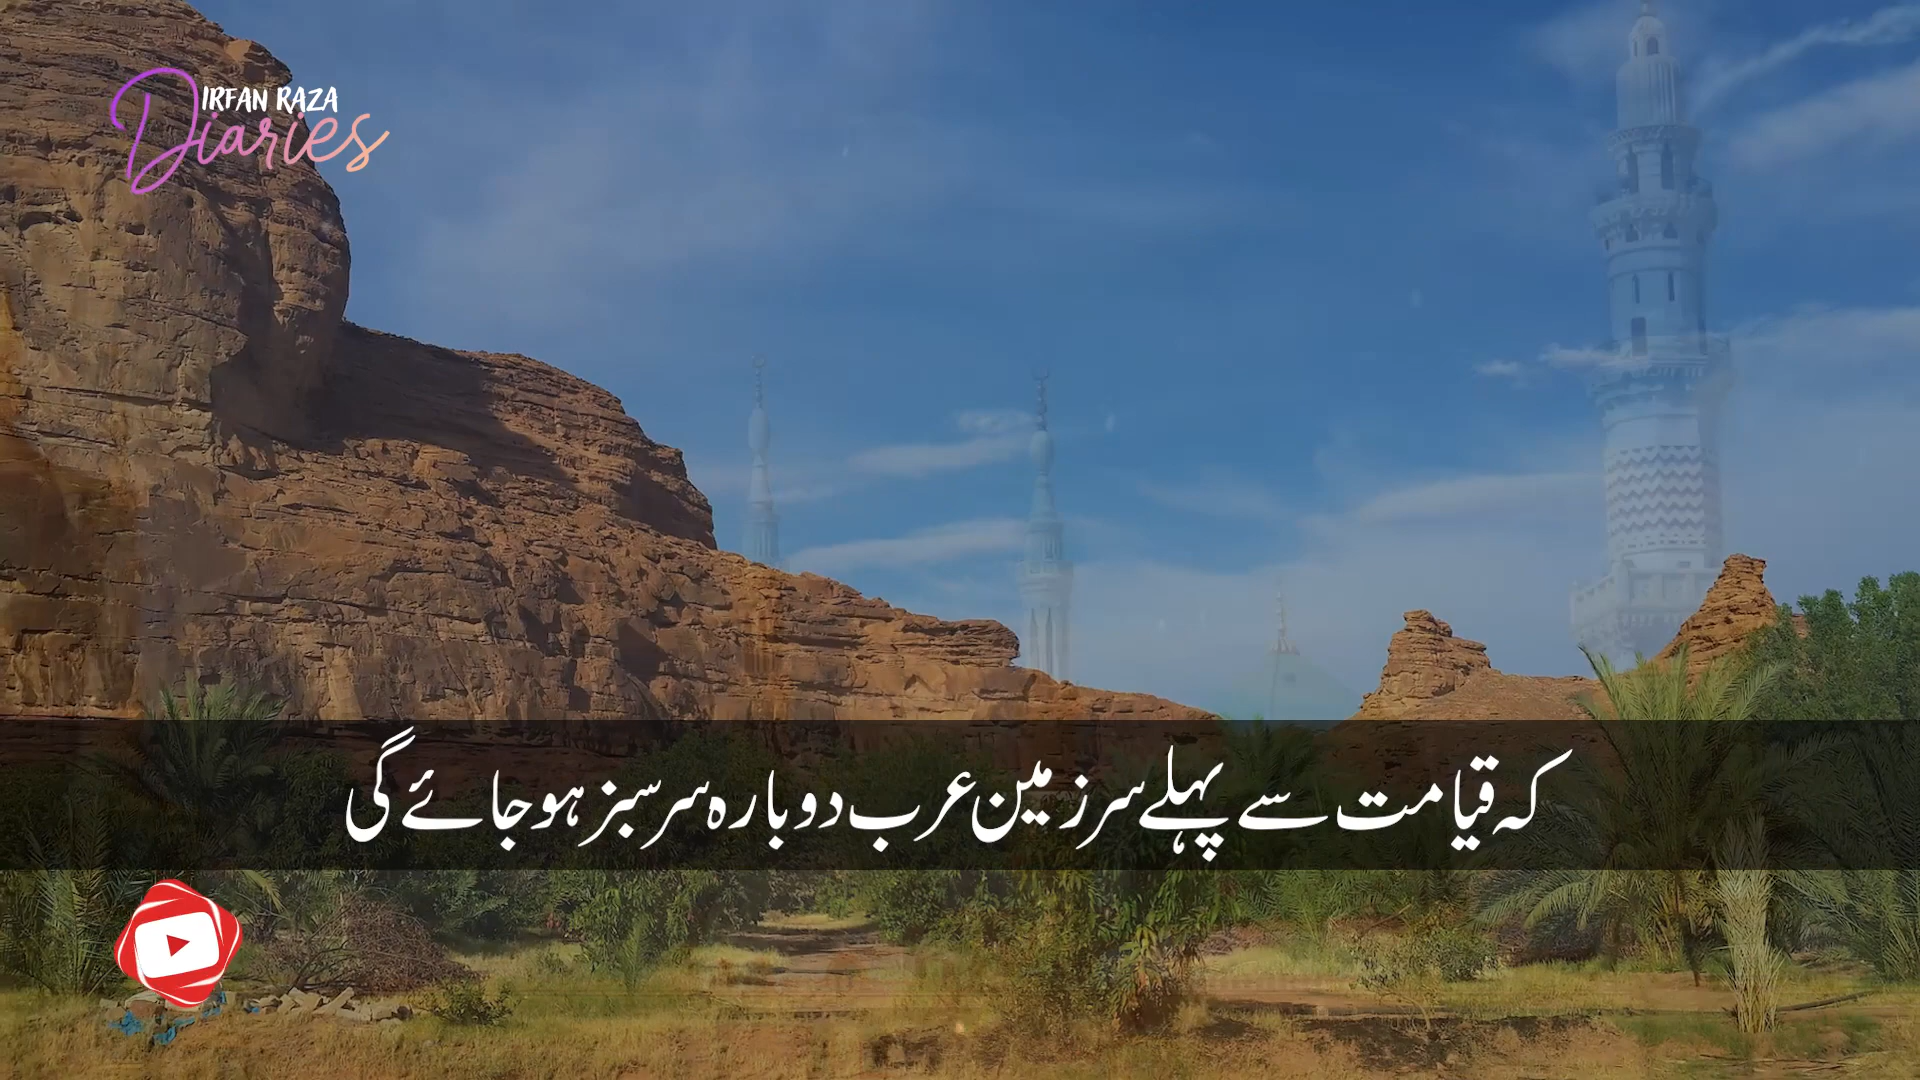 IRFAN RAZA
Diaries
کہ قیامت سے پہلے سرزمین عرب دوبارہ سرسبز ہو جائے گی